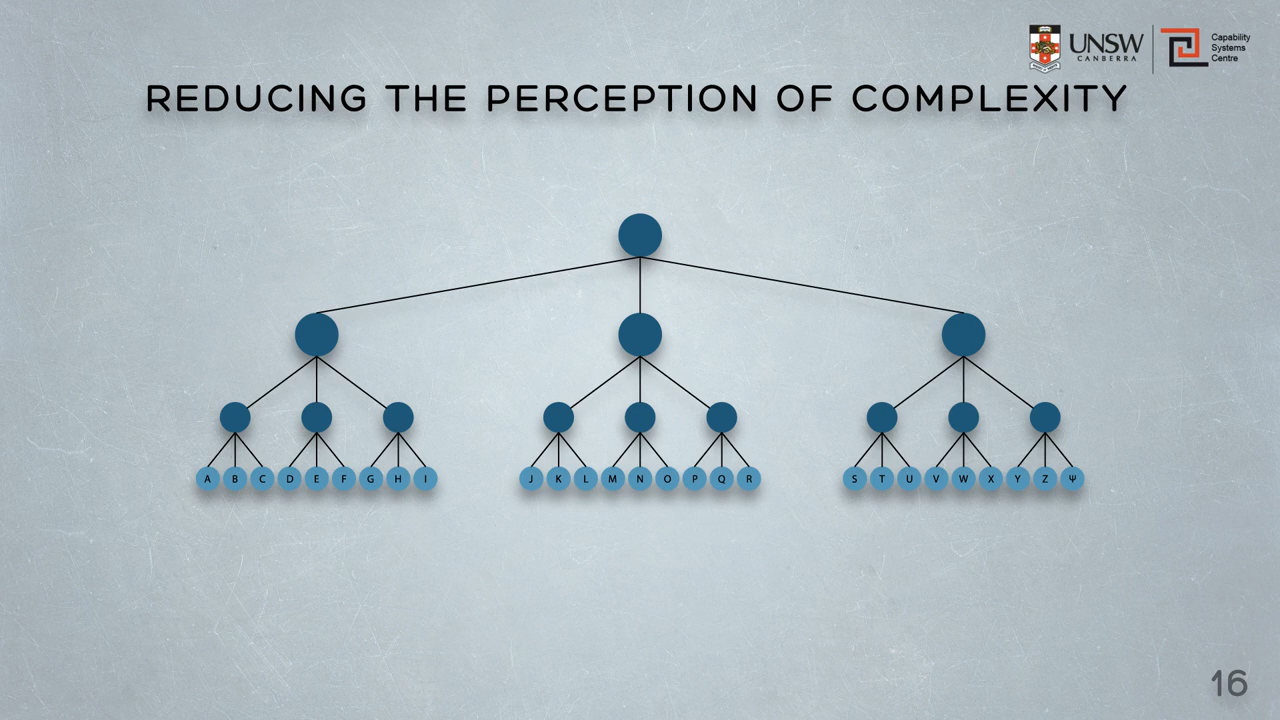 UNSW
CANBERRA
Capability
Systems
Centre
REDUCING THE PERCEPTION OF COMPLEXITY
A B C D E F G H I J K L M N O P Q R S T U V W X Y Z Ψ
16